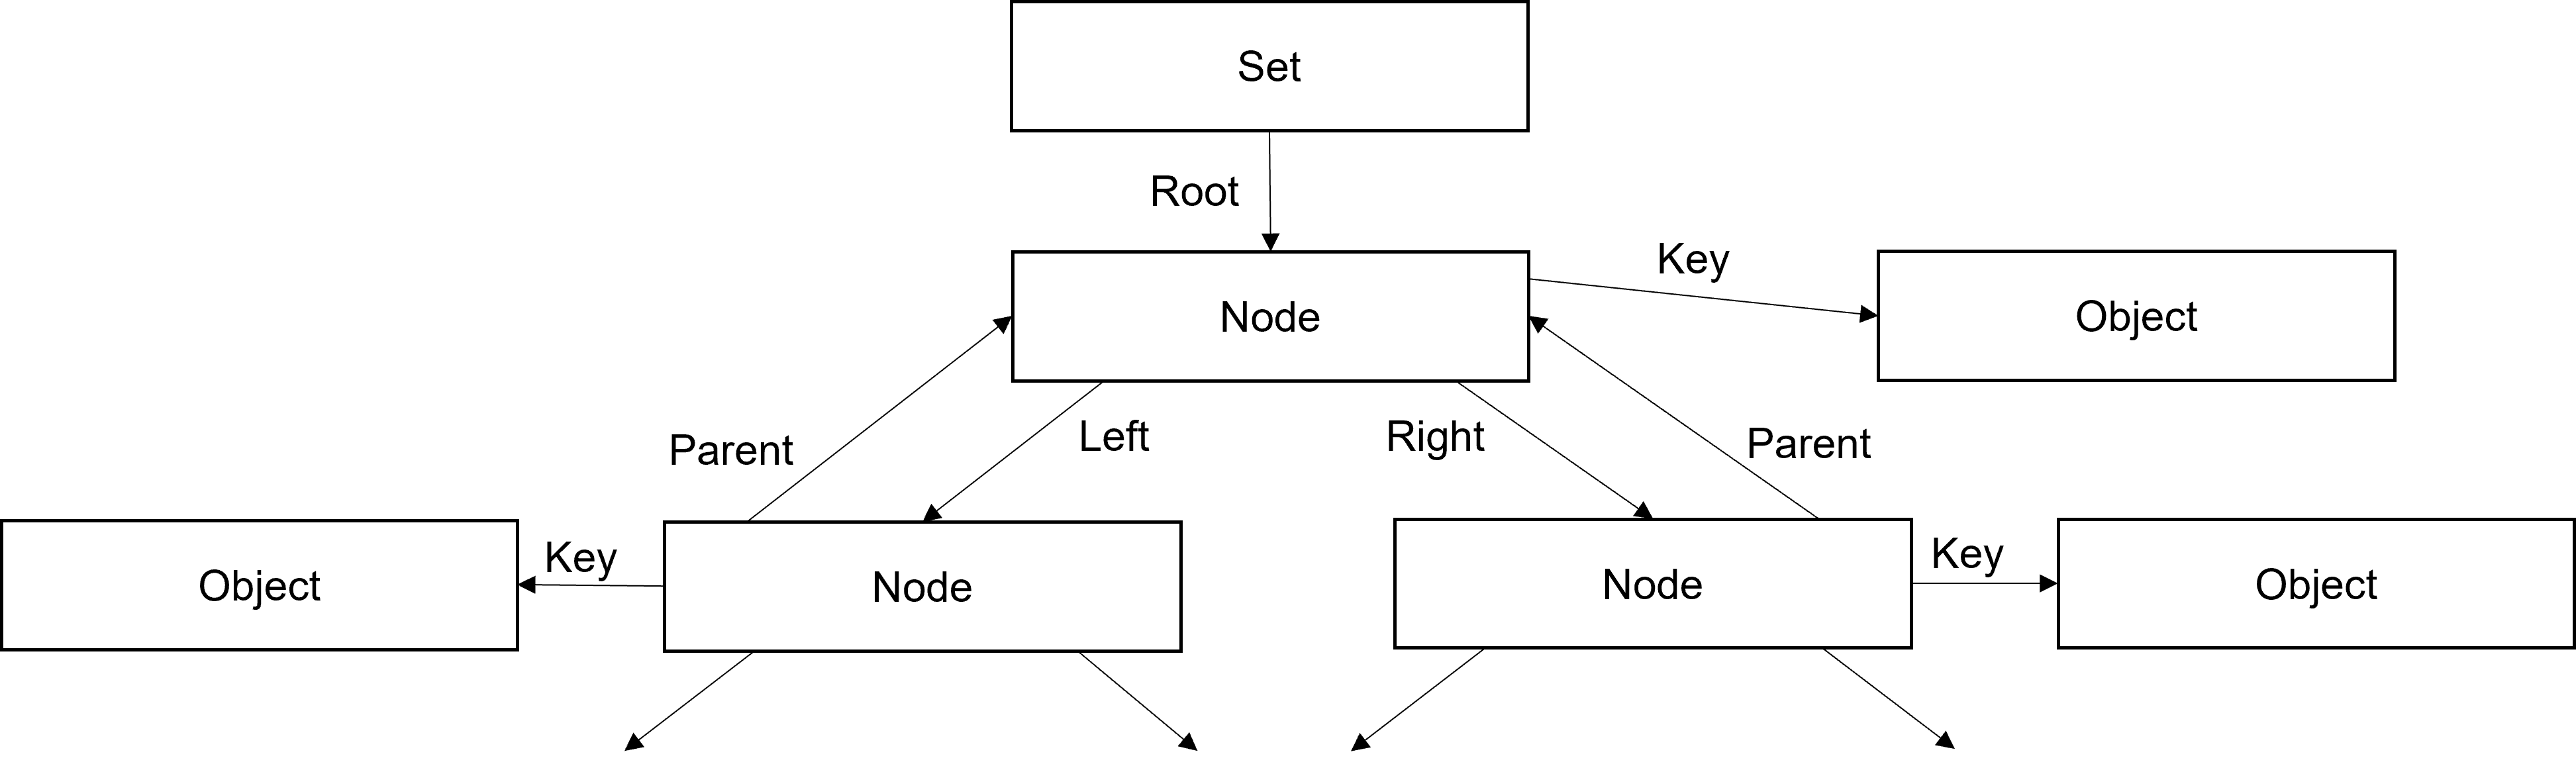 Set
Root
Key
Node
Object
Parent
Left
Right
Parent
Object
Key
Node
Node
Key
Object